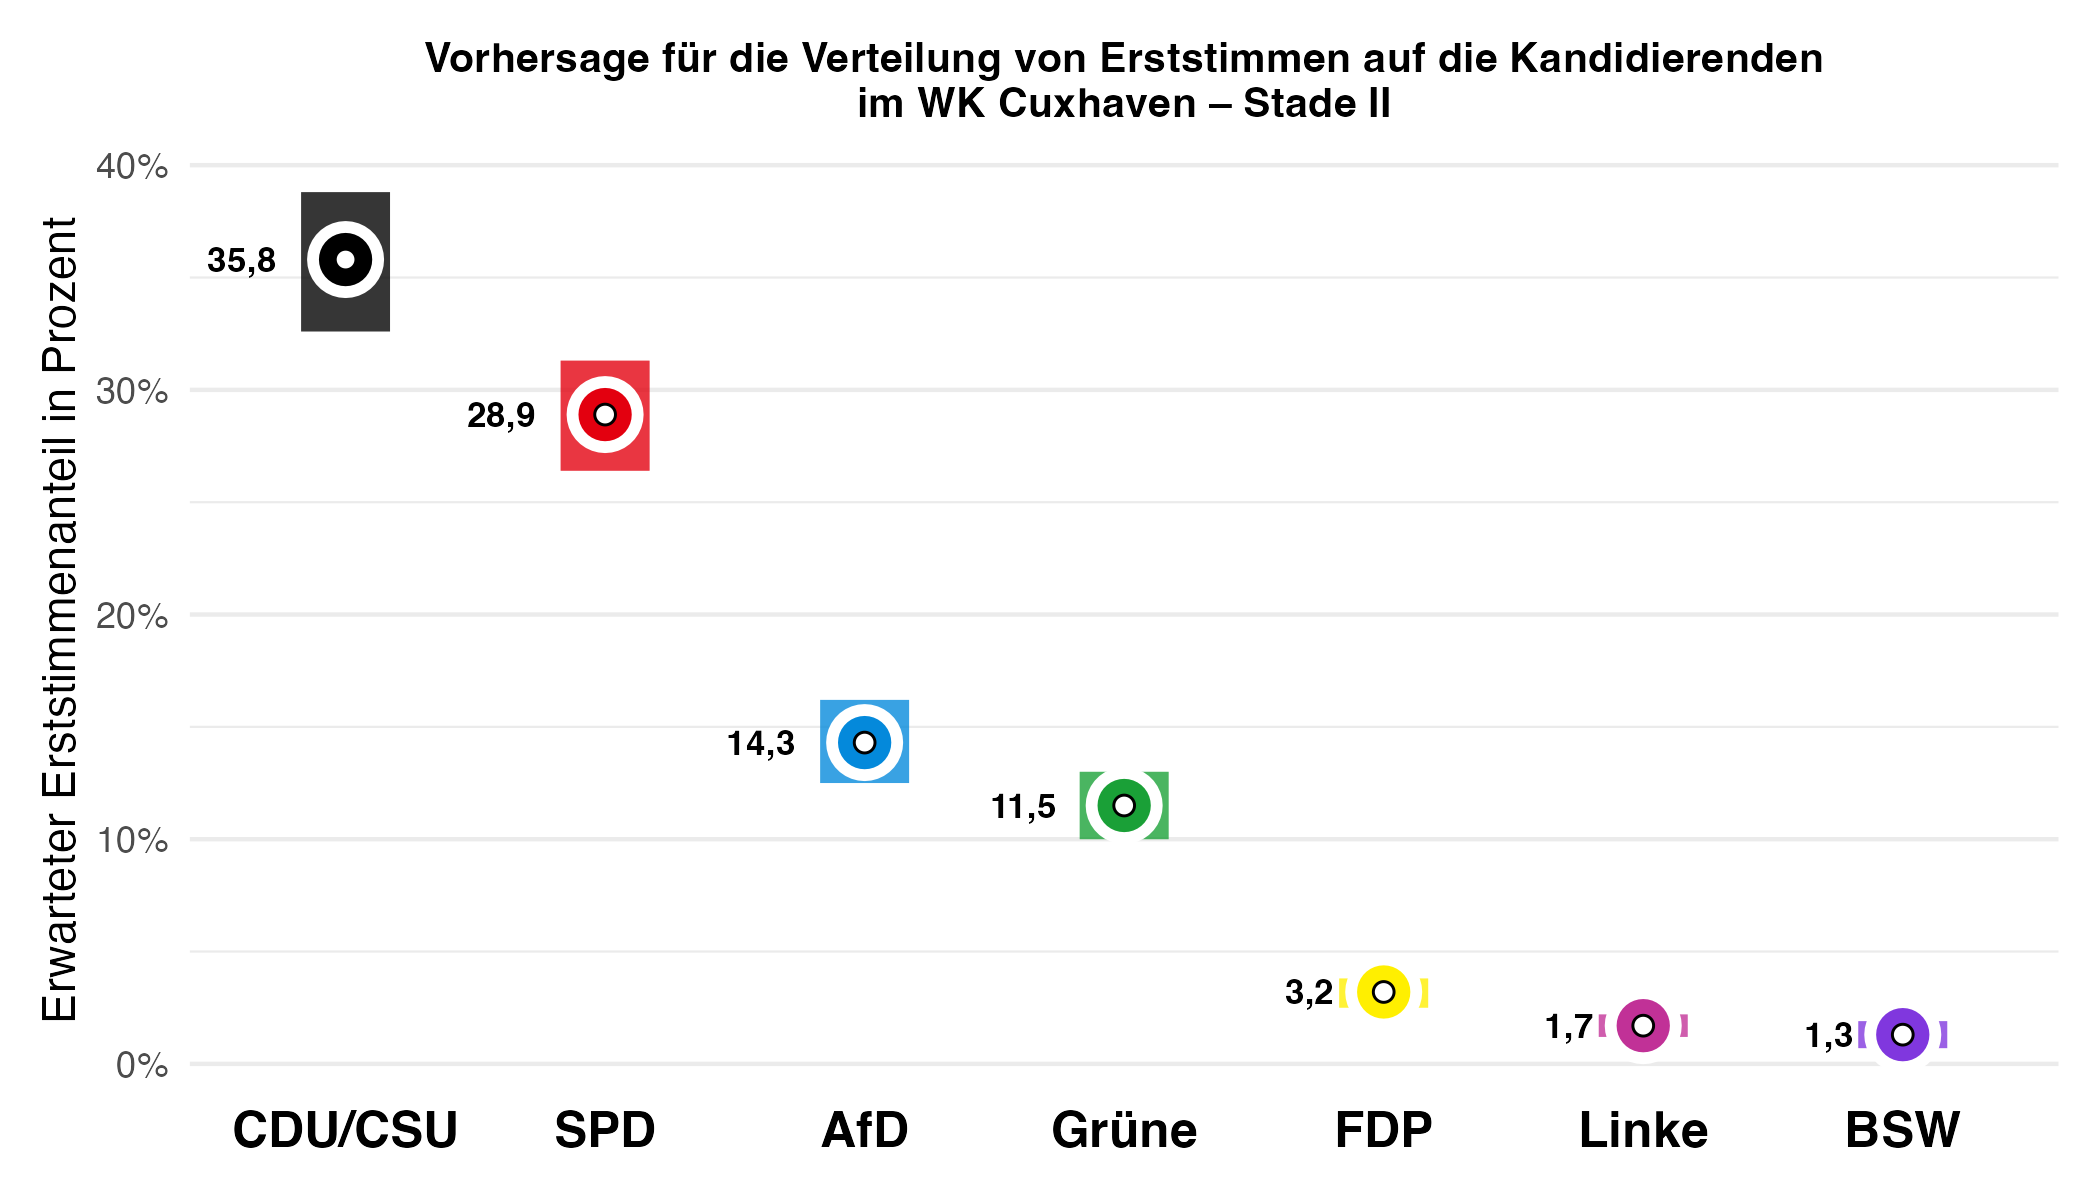 Vorhersage für die Verteilung von Erststimmen auf die Kandidierenden
im WK Cuxhaven – Stade II
Erwarteter Erststimmenanteil in Prozent
40%
30%
20%
10%
0%
35,8
28,9
14,3
11,5
3,2
1,7
1,3
CDU/CSU
SPD
AfD
Grüne
FDP
Linke
BSW